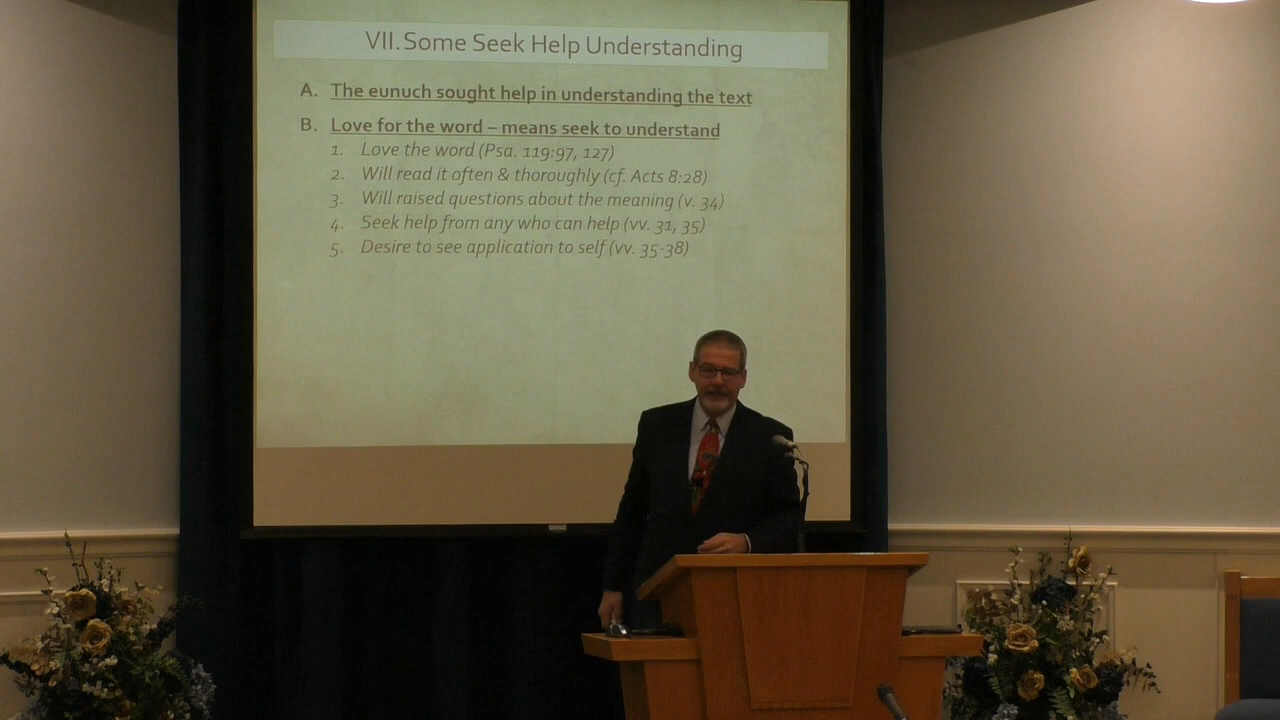 VII. Some Seek Help Understanding
A. The eunuch sought help in understanding the text
B. Love for the word – means seek to understand
1. Love the word (Psa. 119:97, 127)
2. Will read it often & thoroughly (cf. Acts 8:28)
3. Will raised questions about the meaning (v. 34)
4. Seek help from any who can help (vv. 31, 35)
5. Desire to see application to self (vv. 35-38)